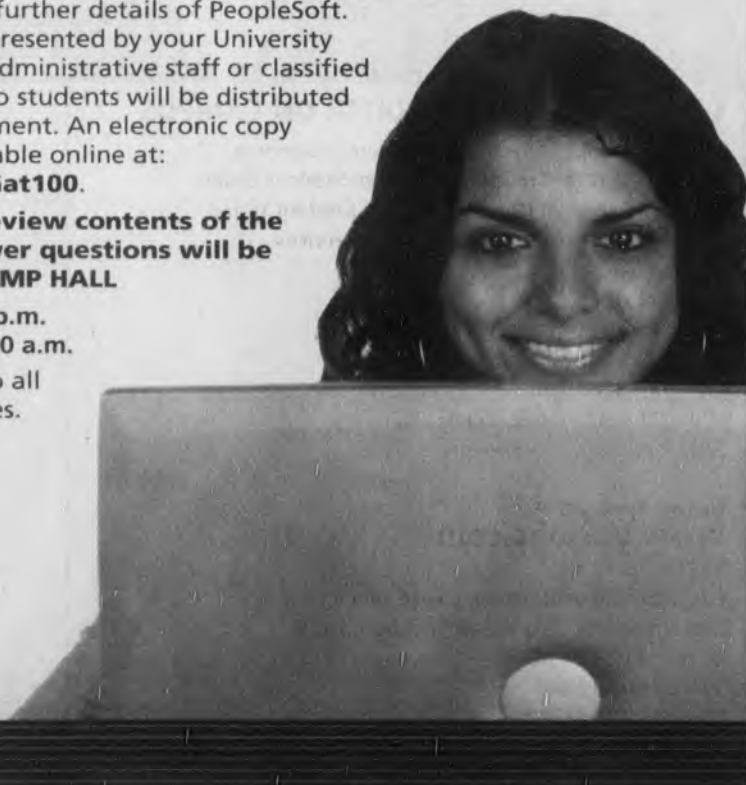 further details of PeopleSoft.
resented by your University
dministrative staff or classified
o students will be distributed
ment. An electronic copy
able online at:
at100.
view contents of the
er questions will be
MP HALL
p.m.
0 a.m.
all
es.